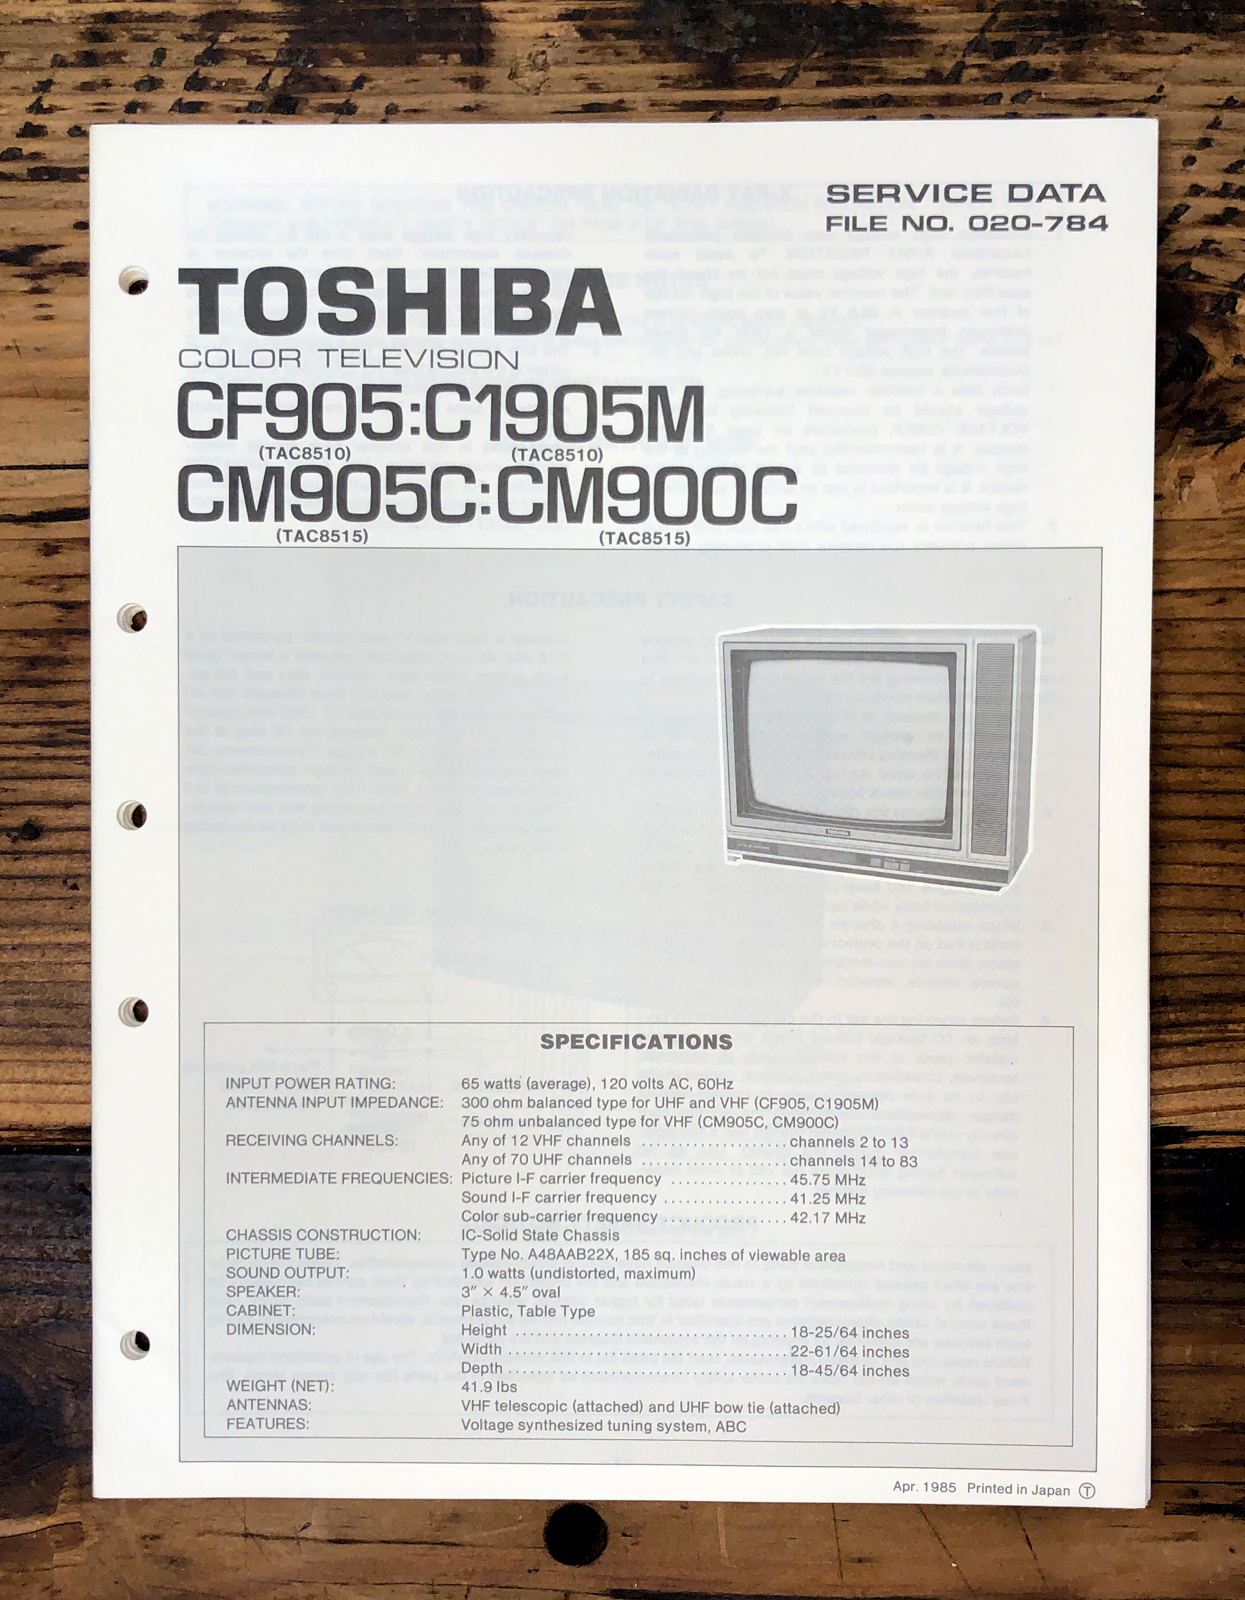 SERVICE DATA
FILE NO. 020-784
TOSHIBA
COLOR TELEVISION
CF905:C1905M
(TAC8510) (TAC8510)
CM905C:CM900C
(TAC8515) (TAC8515)
TOSHIBA
SPECIFICATIONS
INPUT POWER RATING: 65 watts (average), 120 volts AC, 60Hz
ANTENNA INPUT IMPEDANCE: 300 ohm balanced type for UHF and VHF (CF905, C1905M)
75 ohm unbalanced type for VHF (CM905C, CM900C)
RECEIVING CHANNELS: Any of 12 VHF channels .................... channels 2 to 13
Any of 70 UHF channels .................... channels 14 to 83
INTERMEDIATE FREQUENCIES: Picture I-F carrier frequency ................ 45.75 MHz
Sound I-F carrier frequency ................. 41.25 MHz
Color sub-carrier frequency ................. 42.17 MHz
CHASSIS CONSTRUCTION: IC-Solid State Chassis
PICTURE TUBE: Type No. A48AAB22X, 185 sq. inches of viewable area
SOUND OUTPUT: 1.0 watts (undistorted, maximum)
SPEAKER: 3″ × 4.5″ oval
CABINET: Plastic, Table Type
DIMENSION: Height ..................................... 18-25/64 inches
Width ...................................... 22-61/64 inches
Depth ...................................... 18-45/64 inches
WEIGHT (NET): 41.9 lbs
ANTENNAS: VHF telescopic (attached) and UHF bow tie (attached)
FEATURES: Voltage synthesized tuning system, ABC
Apr. 1985 Printed in Japan Ⓣ